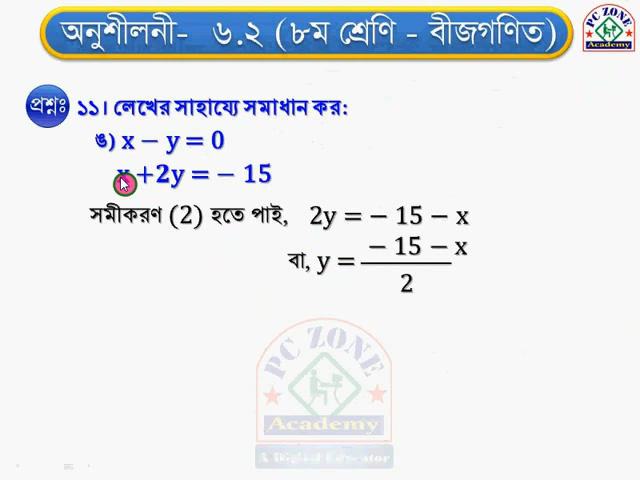 অনুশীলনী- ৬.২ (৮ম শ্রেণি - বীজগণিত)
PC ZONE
Academy
প্রশ্নঃ
১১। লেখের সাহায্যে সমাধান কর:
ঙ) x − y = 0
x +2y = − 15
সমীকরণ (2) হতে পাই, 2y = − 15 − x
− 15 − x
বা, y =
2
PC ZONE
Academy
A Digital Educator